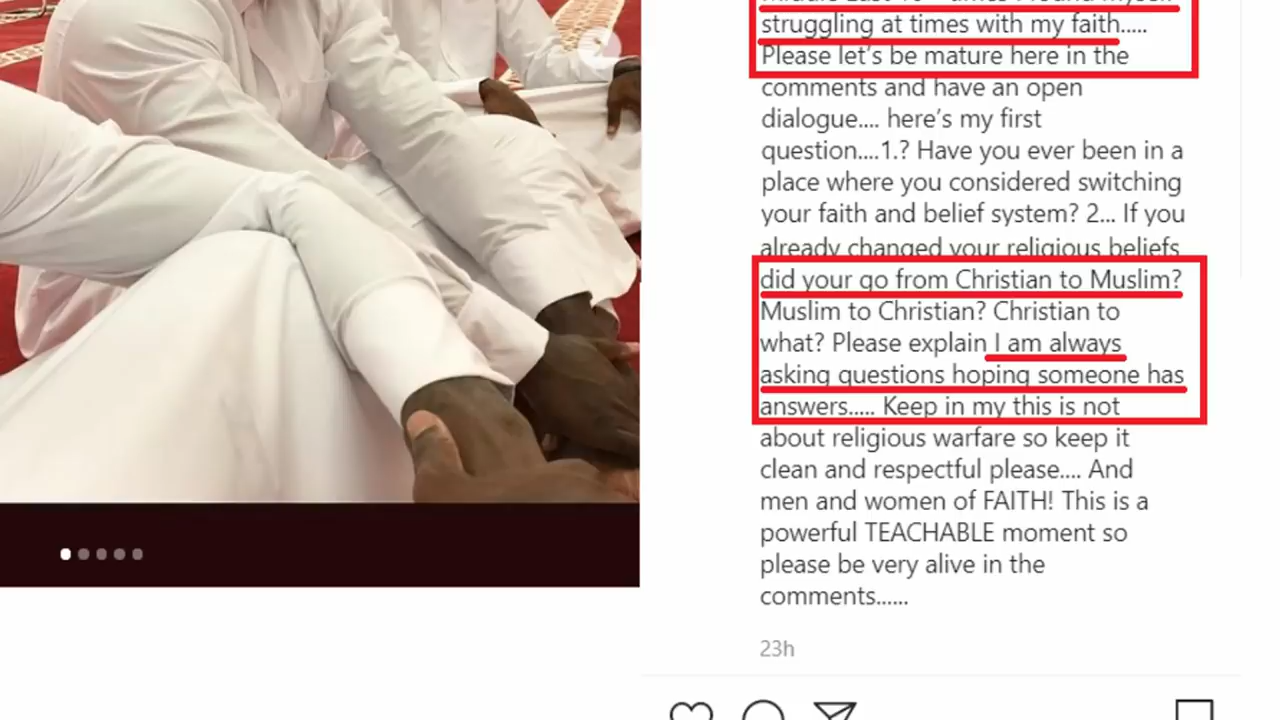 struggling at times with my faith.....
Please let's be mature here in the
comments and have an open
dialogue.... here's my first
question....1.? Have you ever been in a
place where you considered switching
your faith and belief system? 2... If you
already changed your religious beliefs
did your go from Christian to Muslim?
Muslim to Christian? Christian to
what? Please explain I am always
asking questions hoping someone has
answers..... Keep in my this is not
about religious warfare so keep it
clean and respectful please.... And
men and women of FAITH! This is a
powerful TEACHABLE moment so
please be very alive in the
comments......
23h